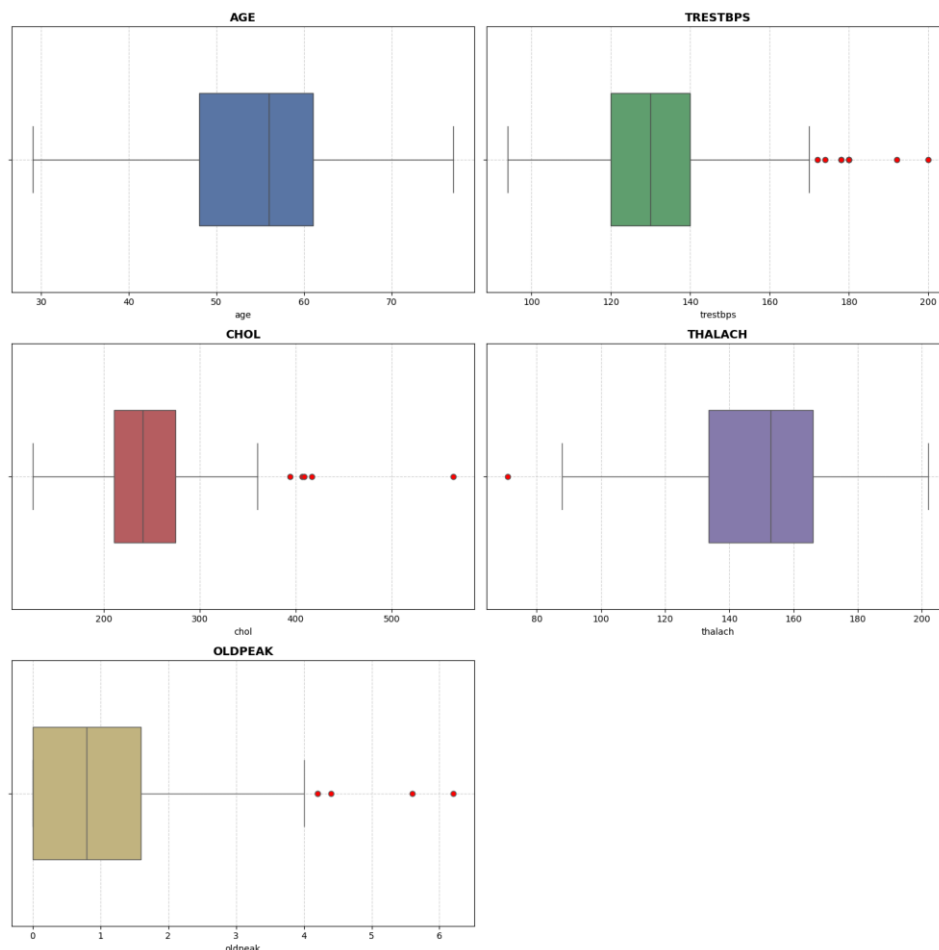 AGE
30 40 50 60 70
age
TRESTBPS
100 120 140 160 180 200
trestbps
CHOL
200 300 400 500
chol
THALACH
80 100 120 140 160 180 200
thalach
OLDPEAK
0 1 2 3 4 5 6
oldpeak